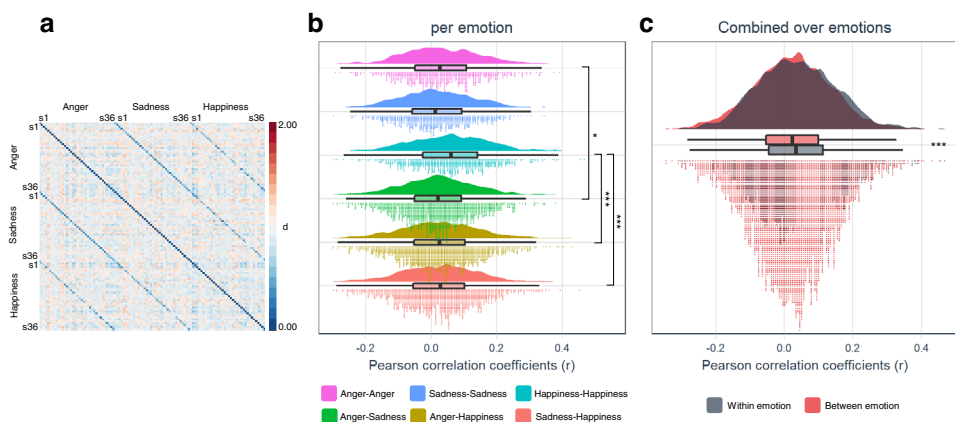 a
b
c
per emotion
Combined over emotions
Anger
Sadness
Happiness
s1
s36 s1
s36 s1
s36
s1
Anger
s36
s1
Sadness
s36
s1
Happiness
s36
2.00
d
0.00
*
***
***
***
-0.2
0.0
0.2
0.4
Pearson correlation coefficients (r)
-0.2
0.0
0.2
0.4
Pearson correlation coefficients (r)
Anger-Anger
Sadness-Sadness
Happiness-Happiness
Anger-Sadness
Anger-Happiness
Sadness-Happiness
Within emotion
Between emotion